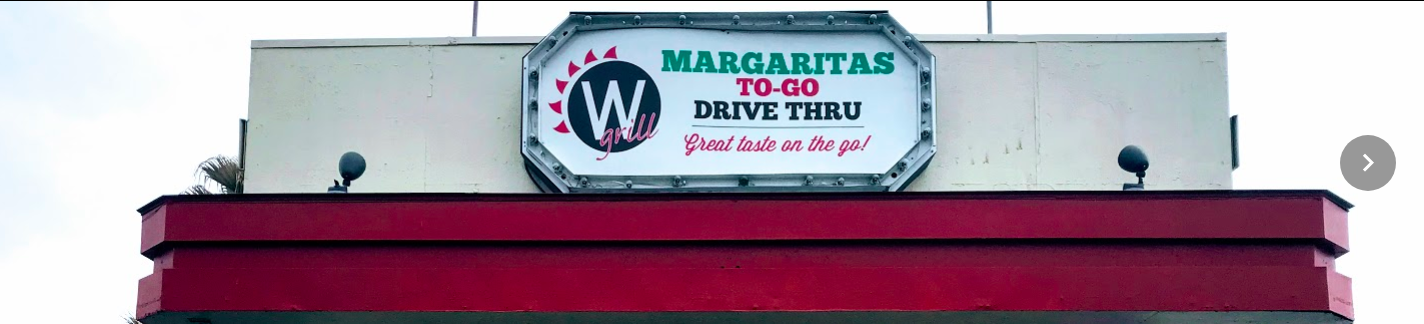 W
grill
MARGARITAS
TO-GO
DRIVE THRU
Great taste on the go!